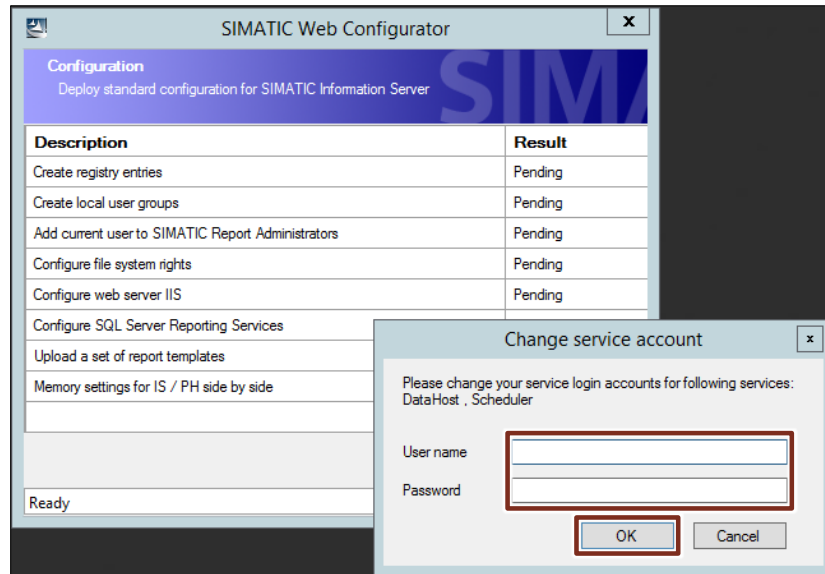 SIMATIC Web Configurator
x
Configuration
Deploy standard configuration for SIMATIC Information Server
SIM
Description Result
Create registry entries Pending
Create local user groups Pending
Add current user to SIMATIC Report Administrators Pending
Configure file system rights Pending
Configure web server IIS Pending
Configure SQL Server Reporting Services
Upload a set of report templates
Memory settings for IS / PH side by side
Ready
Change service account
x
Please change your service login accounts for following services:
DataHost , Scheduler
User name
Password
OK Cancel